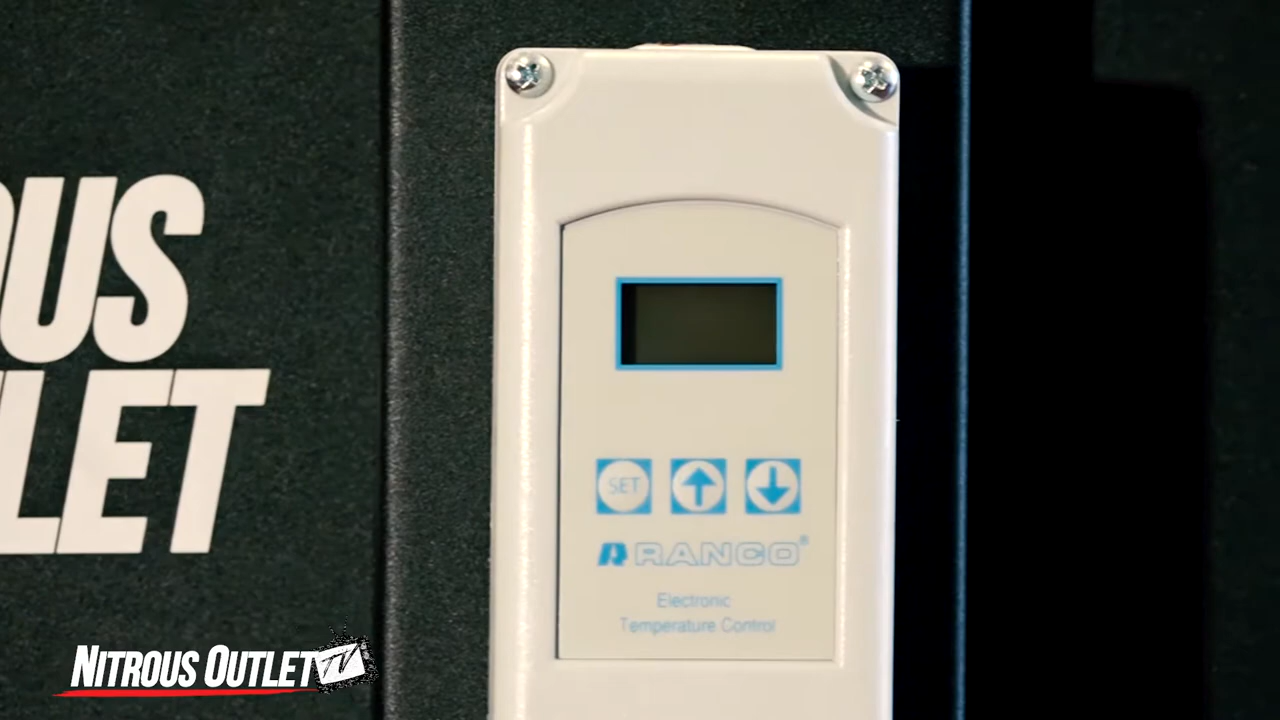 OUS
LET
SET
RANCO®
Electronic
Temperature Control
NITROUS OUTLET TV